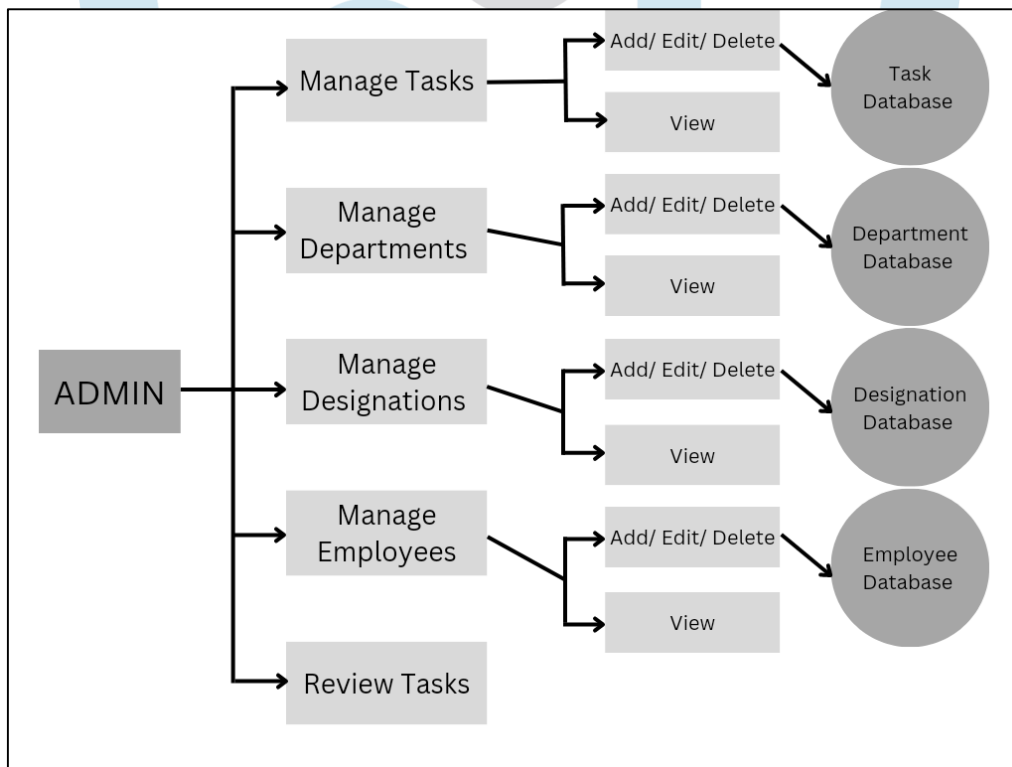 Manage Tasks
Add/ Edit/ Delete
View
Task
Database
Manage
Departments
Add/ Edit/ Delete
View
Department
Database
ADMIN
Manage
Designations
Add/ Edit/ Delete
View
Designation
Database
Manage
Employees
Add/ Edit/ Delete
View
Employee
Database
Review Tasks